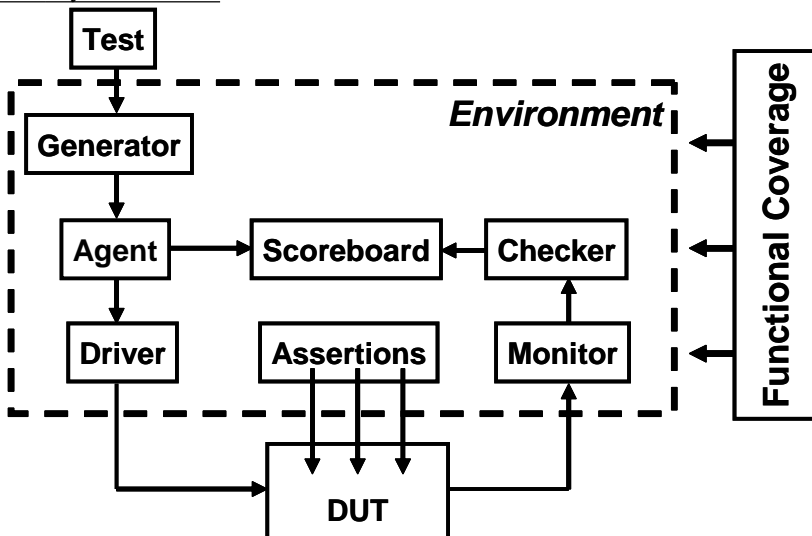 Test
Environment
Generator
Agent
Scoreboard
Checker
Driver
Assertions
Monitor
DUT
Functional Coverage